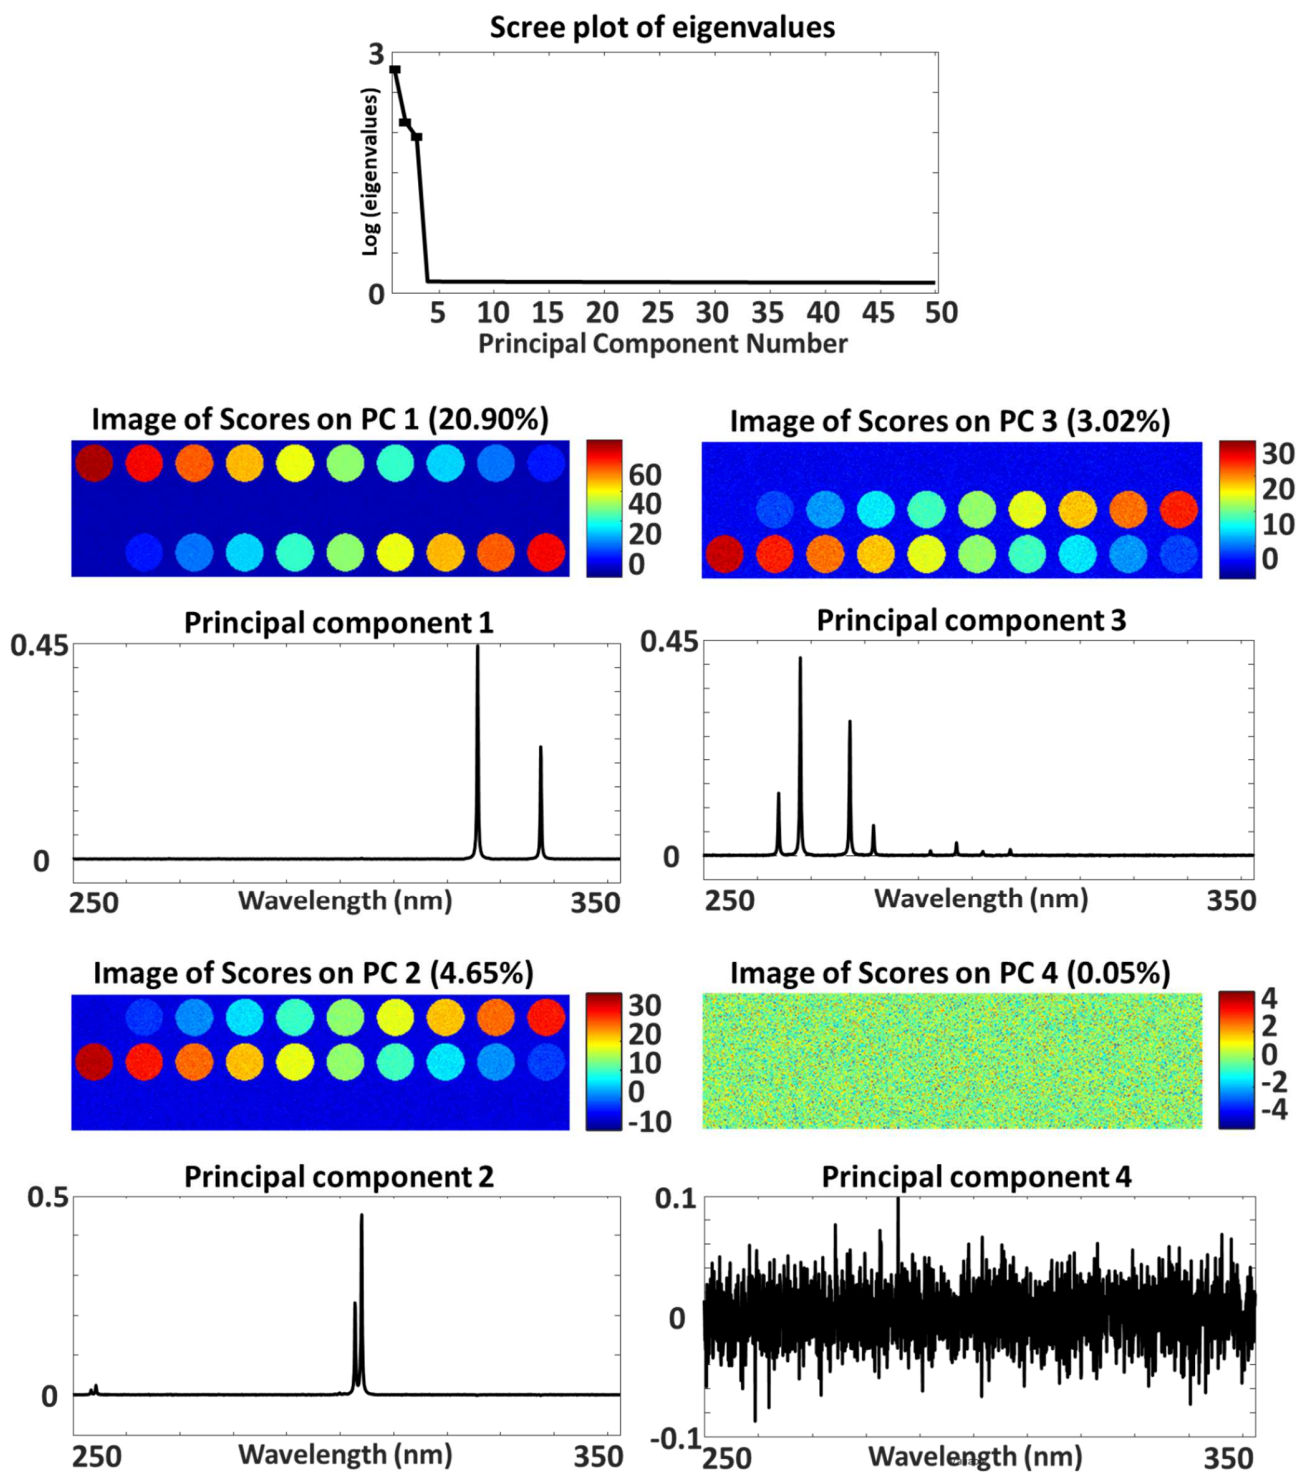 Scree plot of eigenvalues
3
Log (eigenvalues)
0
5 10 15 20 25 30 35 40 45 50
Principal Component Number
Image of Scores on PC 1 (20.90%)
60
40
20
0
Principal component 1
0.45
0
250 Wavelength (nm) 350
Image of Scores on PC 3 (3.02%)
30
20
10
0
Principal component 3
0.45
0
250 Wavelength (nm) 350
Image of Scores on PC 2 (4.65%)
30
20
10
0
-10
Principal component 2
0.5
0
250 Wavelength (nm) 350
Image of Scores on PC 4 (0.05%)
4
2
0
-2
-4
Principal component 4
0.1
0
-0.1
250 Wavelength (nm) 350